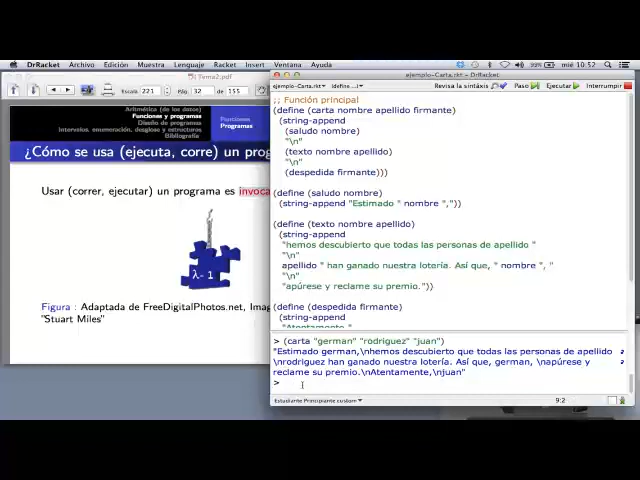 DrRacket Archivo Editar Muestra Lenguaje Racket Insert Ventana Ayuda 99% mié 10:52
Tema2.pdf
Escala: 221 Pág. 32 de 155
Aritmética (de los datos)
Funciones y programas
Diseño de programas
Intervalos, enumeración, desglose y estructuras
Bibliografía
Funciones
Programas
¿Cómo se usa (ejecuta, corre) un prog
Usar (correr, ejecutar) un programa es invoca
λ- 1
Figura : Adaptada de FreeDigitalPhotos.net, Imag
"Stuart Miles"
ejemplo-Carta.rkt - DrRacket
ejemplo-Carta.rkt (define ...) Revisa la sintáxis Paso Ejecutar Interrumpir
;; Función principal
(define (carta nombre apellido firmante)
(string-append
(saludo nombre)
"\n"
(texto nombre apellido)
"\n"
(despedida firmante)))
(define (saludo nombre)
(string-append "Estimado " nombre ","))
(define (texto nombre apellido)
(string-append
"hemos descubierto que todas las personas de apellido "
"\n"
apellido " han ganado nuestra lotería. Así que, " nombre ", "
"\n"
"apúrese y reclame su premio."))
(define (despedida firmante)
(string-append
"Atentamente,"
> (carta "german" "rodriguez" "juan")
"Estimado german,\nhemos descubierto que todas las personas de apellido
\nrodriguez han ganado nuestra lotería. Así que, german, \napúrese y
reclame su premio.\nAtentamente,\njuan"
>
Estudiante Principiante custom 9:2